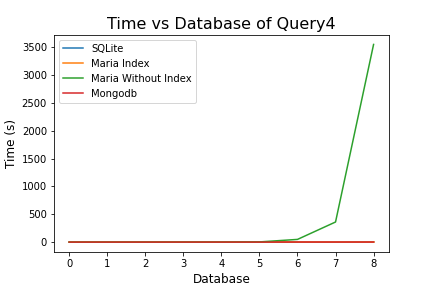 Time vs Database of Query4
SQLite
Maria Index
Maria Without Index
Mongodb
Time (s)
3500
3000
2500
2000
1500
1000
500
0
0 1 2 3 4 5 6 7 8
Database